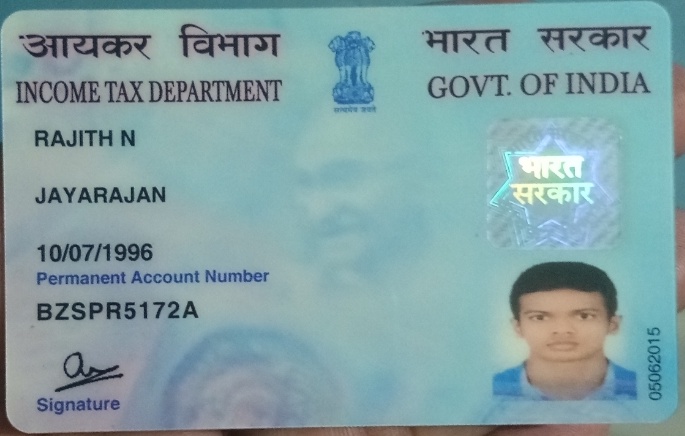 आयकर विभाग
INCOME TAX DEPARTMENT
भारत सरकार
GOVT. OF INDIA
सत्यमेव जयते
RAJITH N
JAYARAJAN
10/07/1996
Permanent Account Number
BZSPR5172A
Signature
भारत
सरकार
05062015